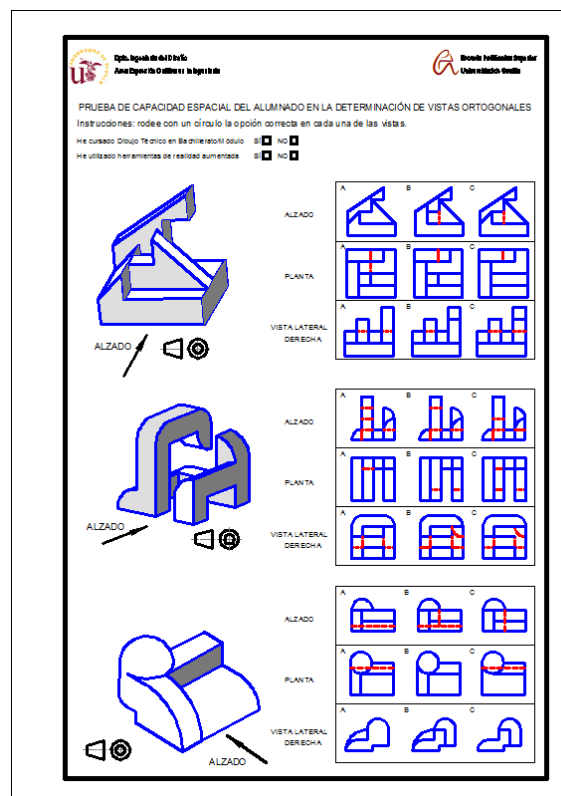 Dpto. Ingeniería del Diseño
Escuela Politécnica Superior
Área Expresión Gráfica en la Ingeniería
Universidad de Sevilla
PRUEBA DE CAPACIDAD ESPACIAL DEL ALUMNADO EN LA DETERMINACIÓN DE VISTAS ORTOGONALES
Instrucciones: rodee con un círculo la opción correcta en cada una de las vistas.
He cursado Dibujo Técnico en Bachillerato/Módulo SÍ NO
He utilizado herramientas de realidad aumentada SÍ NO
A B C
ALZADO
A B C
PLANTA
A B C
VISTA LATERAL
DERECHA
ALZADO
A B C
ALZADO
A B C
PLANTA
A B C
VISTA LATERAL
DERECHA
ALZADO
A B C
ALZADO
A B C
PLANTA
A B C
VISTA LATERAL
DERECHA
ALZADO